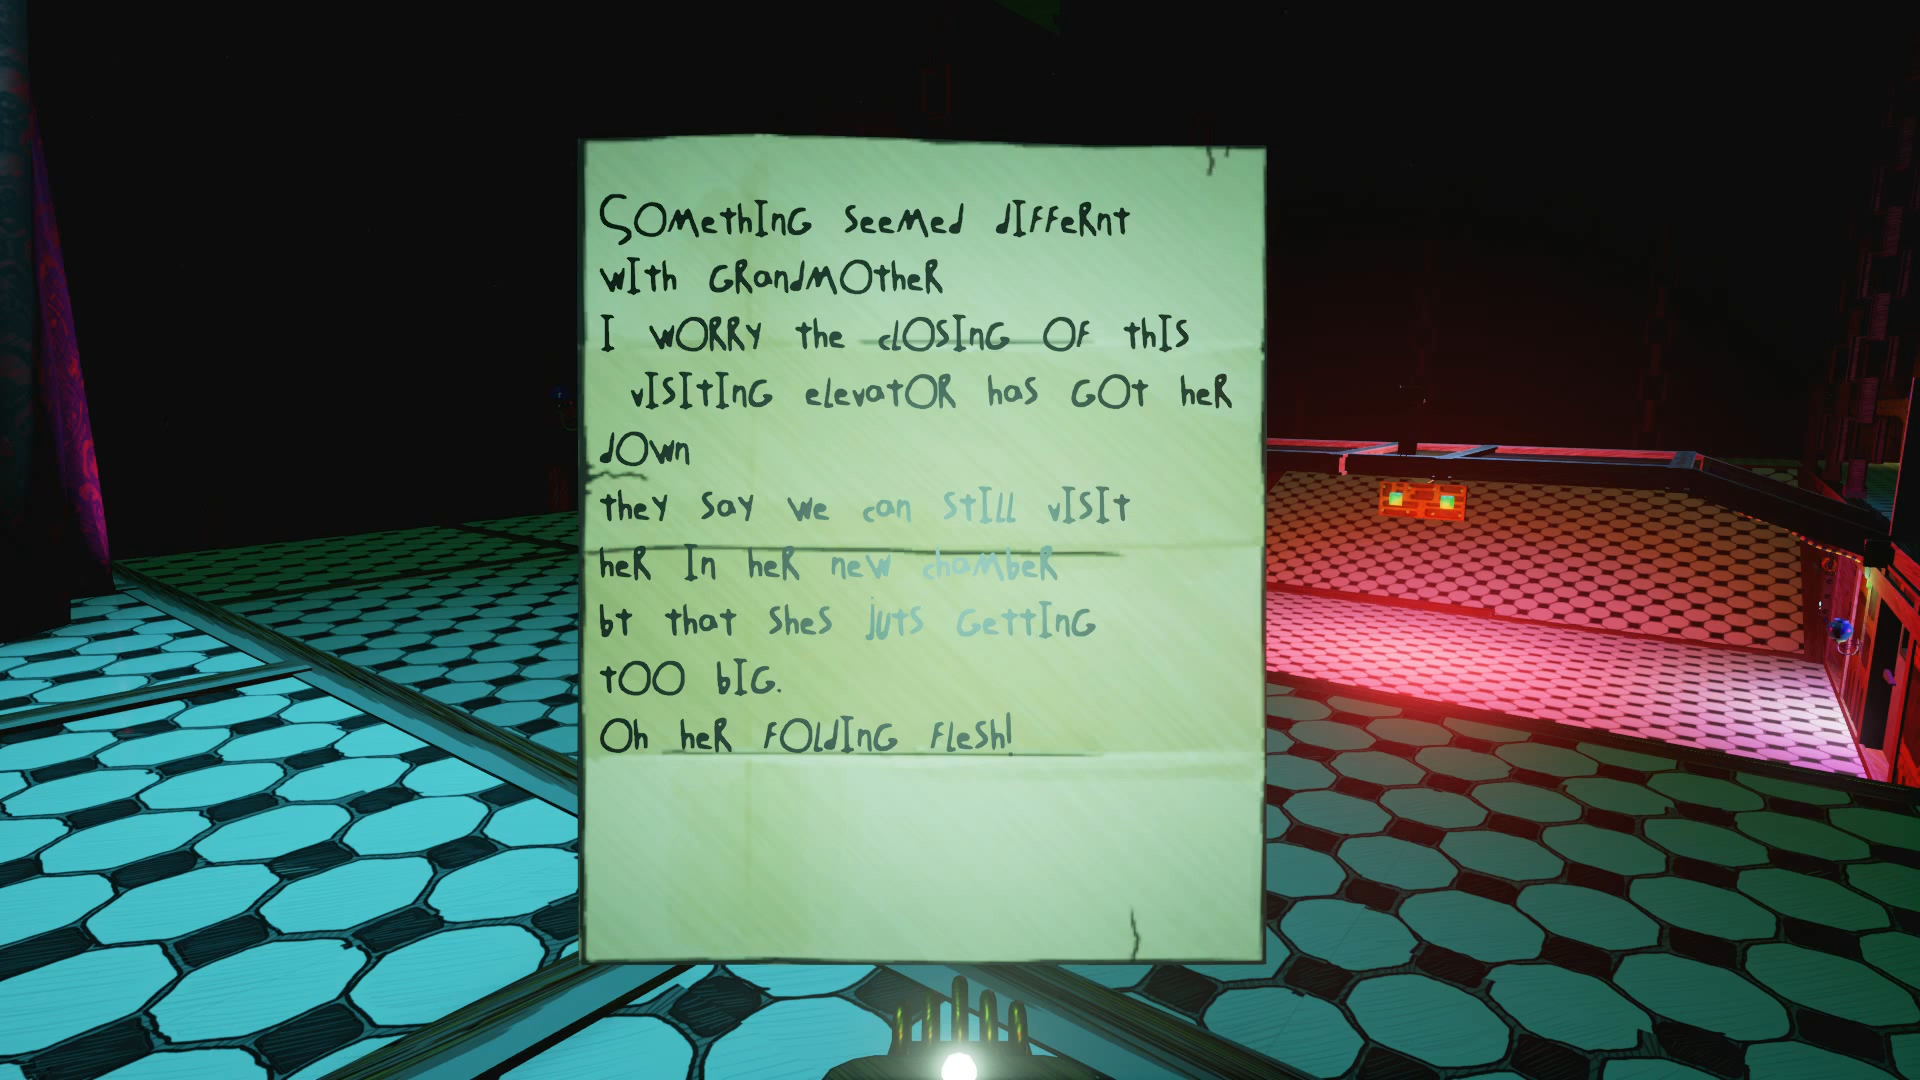 SOmethInG seemed dIFFeRnt
wIth GRandmOtheR
I wORRY the clOSInG OF thIS
vISItInG elevatOR has GOt heR
dOwn
they say we can stIll vISIt
heR In heR new chambeR
bt that shes juts GettInG
tOO bIG.
Oh heR FOldInG Flesh!